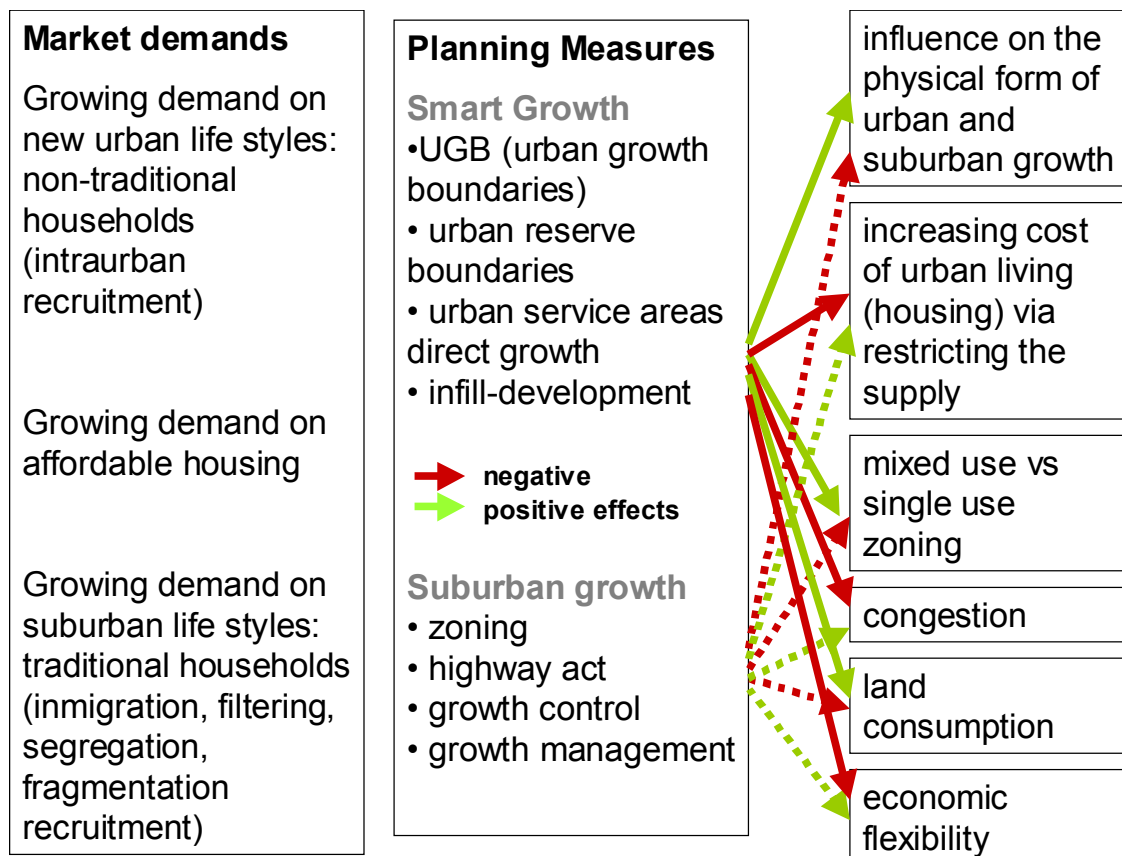 Market demands
Growing demand on
new urban life styles:
non-traditional
households
(intraurban
recruitment)
Growing demand on
affordable housing
Growing demand on
suburban life styles:
traditional households
(inmigration, filtering,
segregation,
fragmentation
recruitment)
Planning Measures
Smart Growth
•UGB (urban growth
boundaries)
• urban reserve
boundaries
• urban service areas
direct growth
• infill-development
negative
positive effects
Suburban growth
• zoning
• highway act
• growth control
• growth management
influence on the
physical form of
urban and
suburban growth
increasing cost
of urban living
(housing) via
restricting the
supply
mixed use vs
single use
zoning
congestion
land
consumption
economic
flexibility